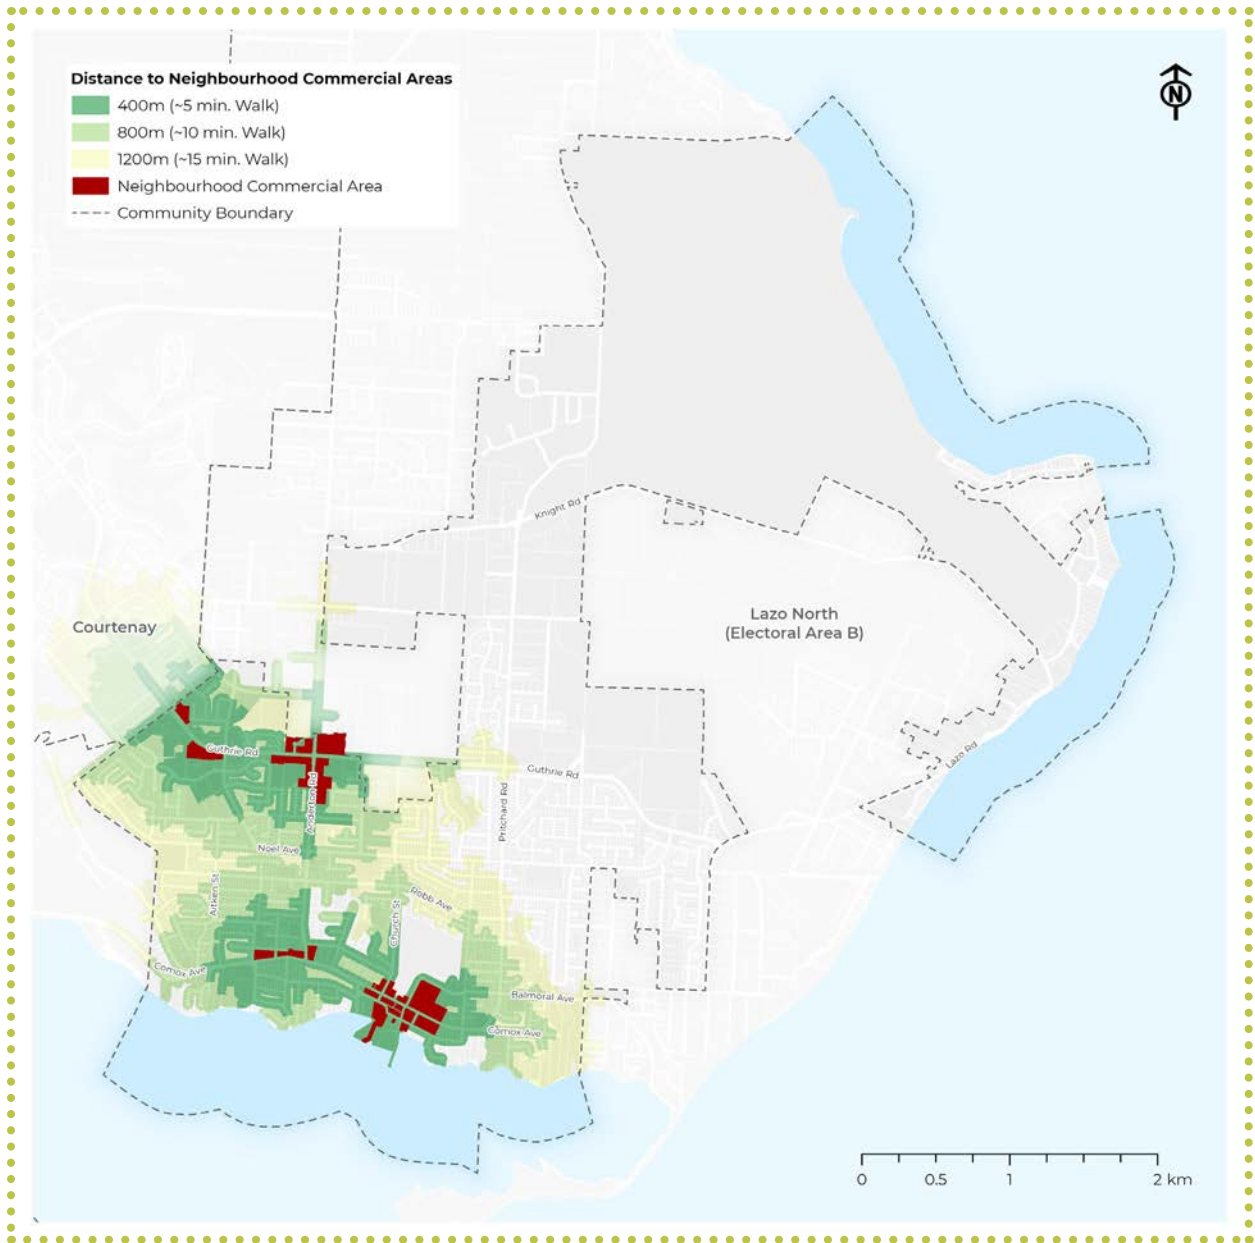 Distance to Neighbourhood Commercial Areas
400m (~5 min. Walk)
800m (~10 min. Walk)
1200m (~15 min. Walk)
Neighbourhood Commercial Area
Community Boundary
N
Knight Rd
Courtenay
Lazo North
(Electoral Area B)
Guthrie Rd
Guthrie Rd
Lazo Rd
Anderton Rd
Pritchard Rd
Noel Ave
Aitken St
Robb Ave
Church St
Comox Ave
Balmoral Ave
Comox Ave
0 0.5 1 2 km